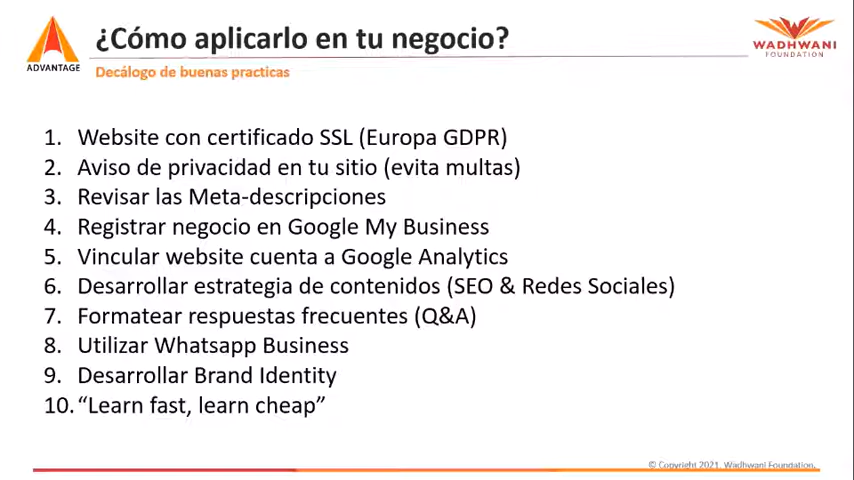 ¿Cómo aplicarlo en tu negocio?
ADVANTAGE
Decálogo de buenas practicas
WADHWANI
FOUNDATION
1. Website con certificado SSL (Europa GDPR)
2. Aviso de privacidad en tu sitio (evita multas)
3. Revisar las Meta-descripciones
4. Registrar negocio en Google My Business
5. Vincular website cuenta a Google Analytics
6. Desarrollar estrategia de contenidos (SEO & Redes Sociales)
7. Formatear respuestas frecuentes (Q&A)
8. Utilizar Whatsapp Business
9. Desarrollar Brand Identity
10. “Learn fast, learn cheap”
© Copyright 2021. Wadhwani Foundation.